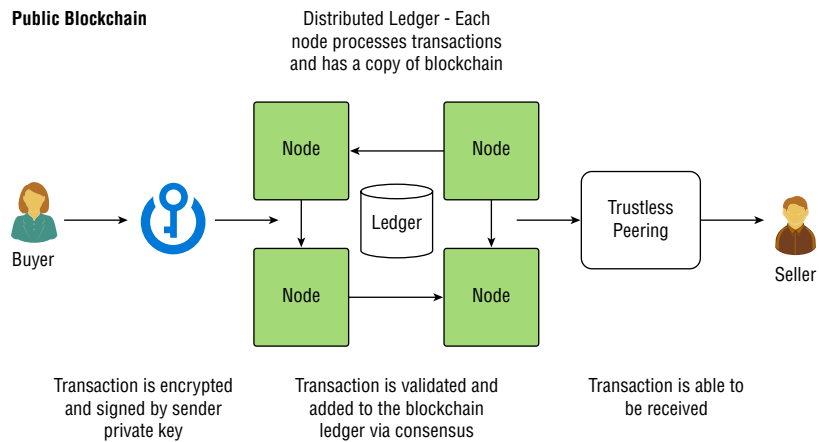 Public Blockchain
Distributed Ledger - Each
node processes transactions
and has a copy of blockchain
Node
Node
Ledger
Trustless
Peering
Buyer
Seller
Node
Node
Transaction is encrypted
and signed by sender
private key
Transaction is validated and
added to the blockchain
ledger via consensus
Transaction is able to
be received